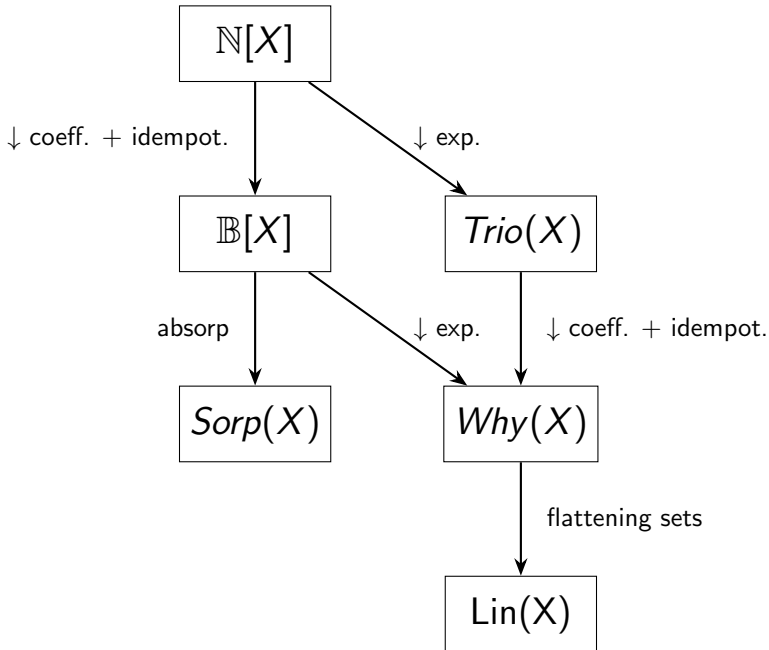 ℕ[X]
↓ coeff. + idempot.
↓ exp.
𝔹[X]
Trio(X)
absorp
↓ exp.
↓ coeff. + idempot.
Sorp(X)
Why(X)
flattening sets
Lin(X)